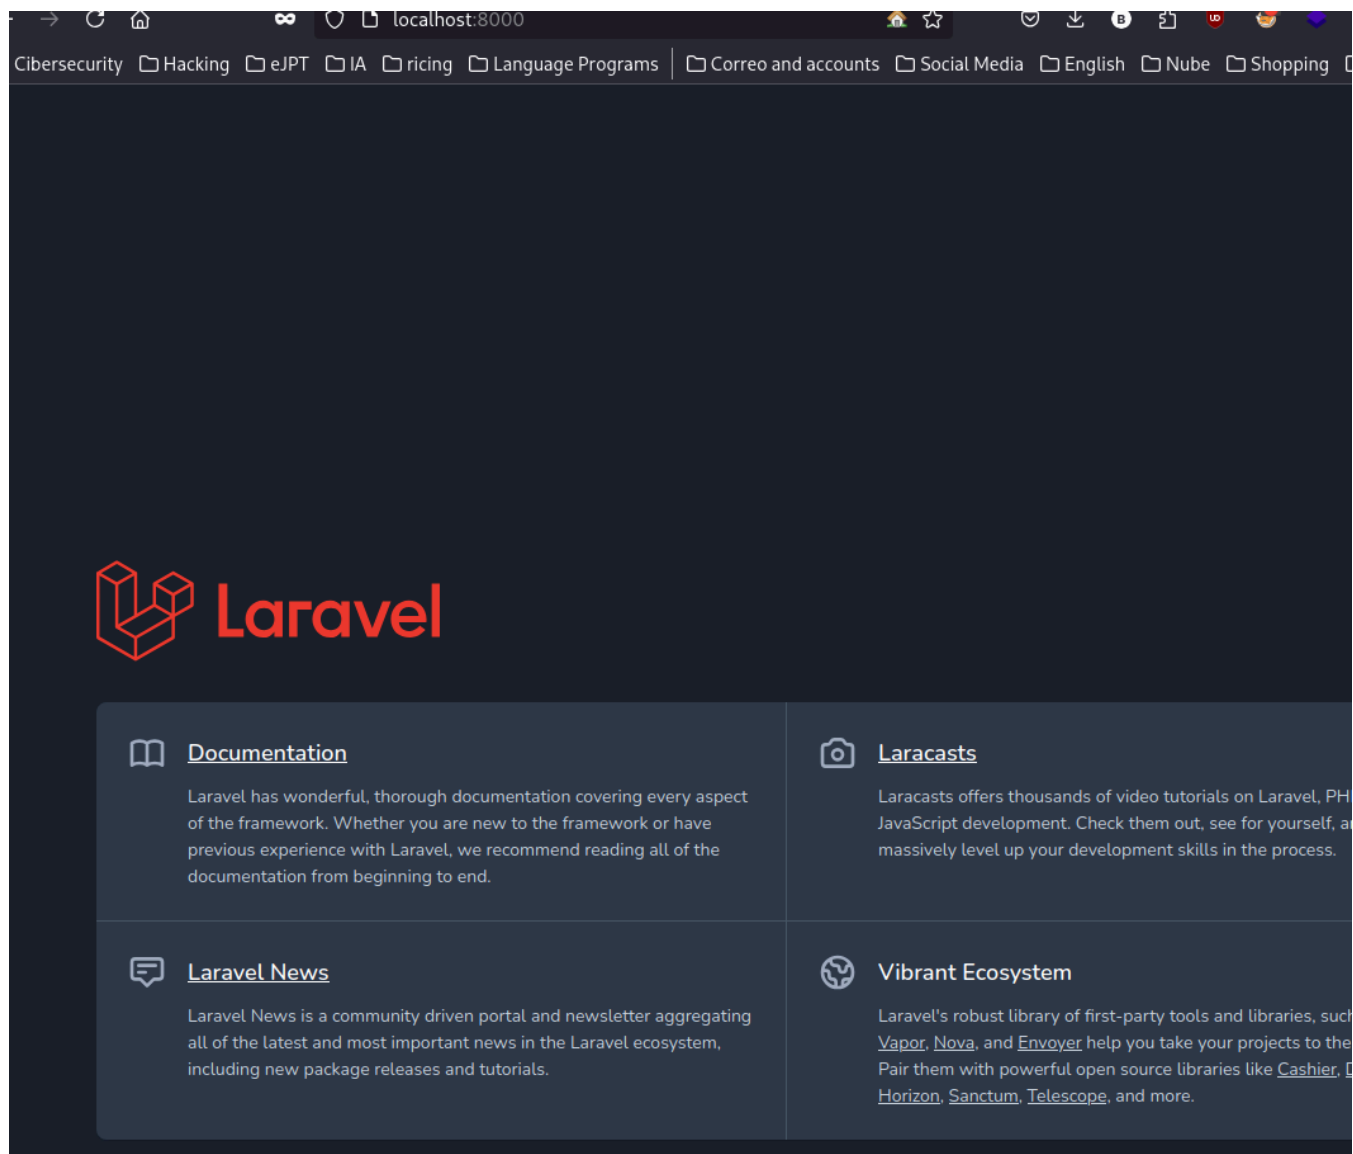 localhost:8000
Cibersecurity Hacking eJPT IA ricing Language Programs Correo and accounts Social Media English Nube Shopping
Laravel
Documentation
Laravel has wonderful, thorough documentation covering every aspect
of the framework. Whether you are new to the framework or have
previous experience with Laravel, we recommend reading all of the
documentation from beginning to end.
Laracasts
Laracasts offers thousands of video tutorials on Laravel,
JavaScript development. Check them out, see for yourself,
massively level up your development skills in the process.
Laravel News
Laravel News is a community driven portal and newsletter aggregating
all of the latest and most important news in the Laravel ecosystem,
including new package releases and tutorials.
Vibrant Ecosystem
Laravel's robust library of first-party tools and libraries,
Vapor, Nova, and Envoyer help you take your projects to the
Pair them with powerful open source libraries like Cashier,
Horizon, Sanctum, Telescope, and more.